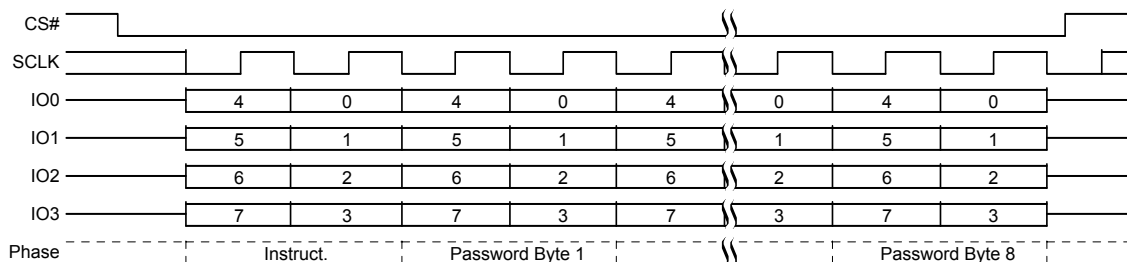 CS#
SCLK
IO0 4 0 4 0 4 0 4 0
IO1 5 1 5 1 5 1 5 1
IO2 6 2 6 2 6 2 6 2
IO3 7 3 7 3 7 3 7 3
Phase Instruct. Password Byte 1 Password Byte 8